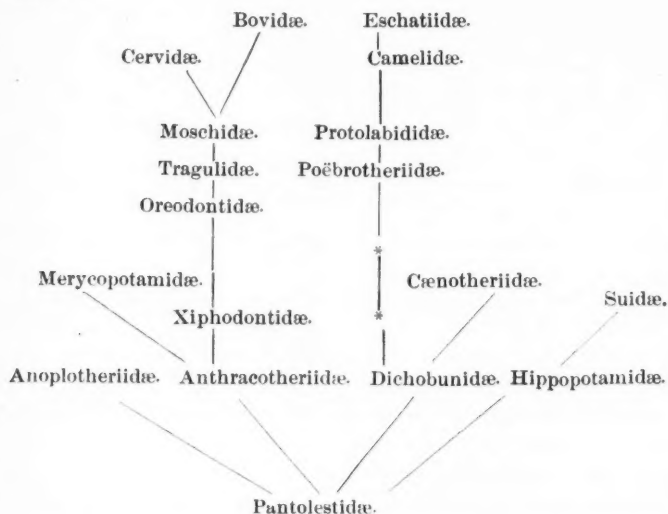 Bovidæ. Eschatiidæ.
Cervidæ. Camelidæ.
Moschidæ. Protolabididæ.
Tragulidæ. Poëbrotheriidæ.
Oreodontidæ.
*
Merycopotamidæ. Cænotheriidæ.
Suidæ.
Xiphodontidæ. *
Anoplotheriidæ. Anthracotheriidæ. Dichobunidæ. Hippopotamidæ.
Pantolestidæ.